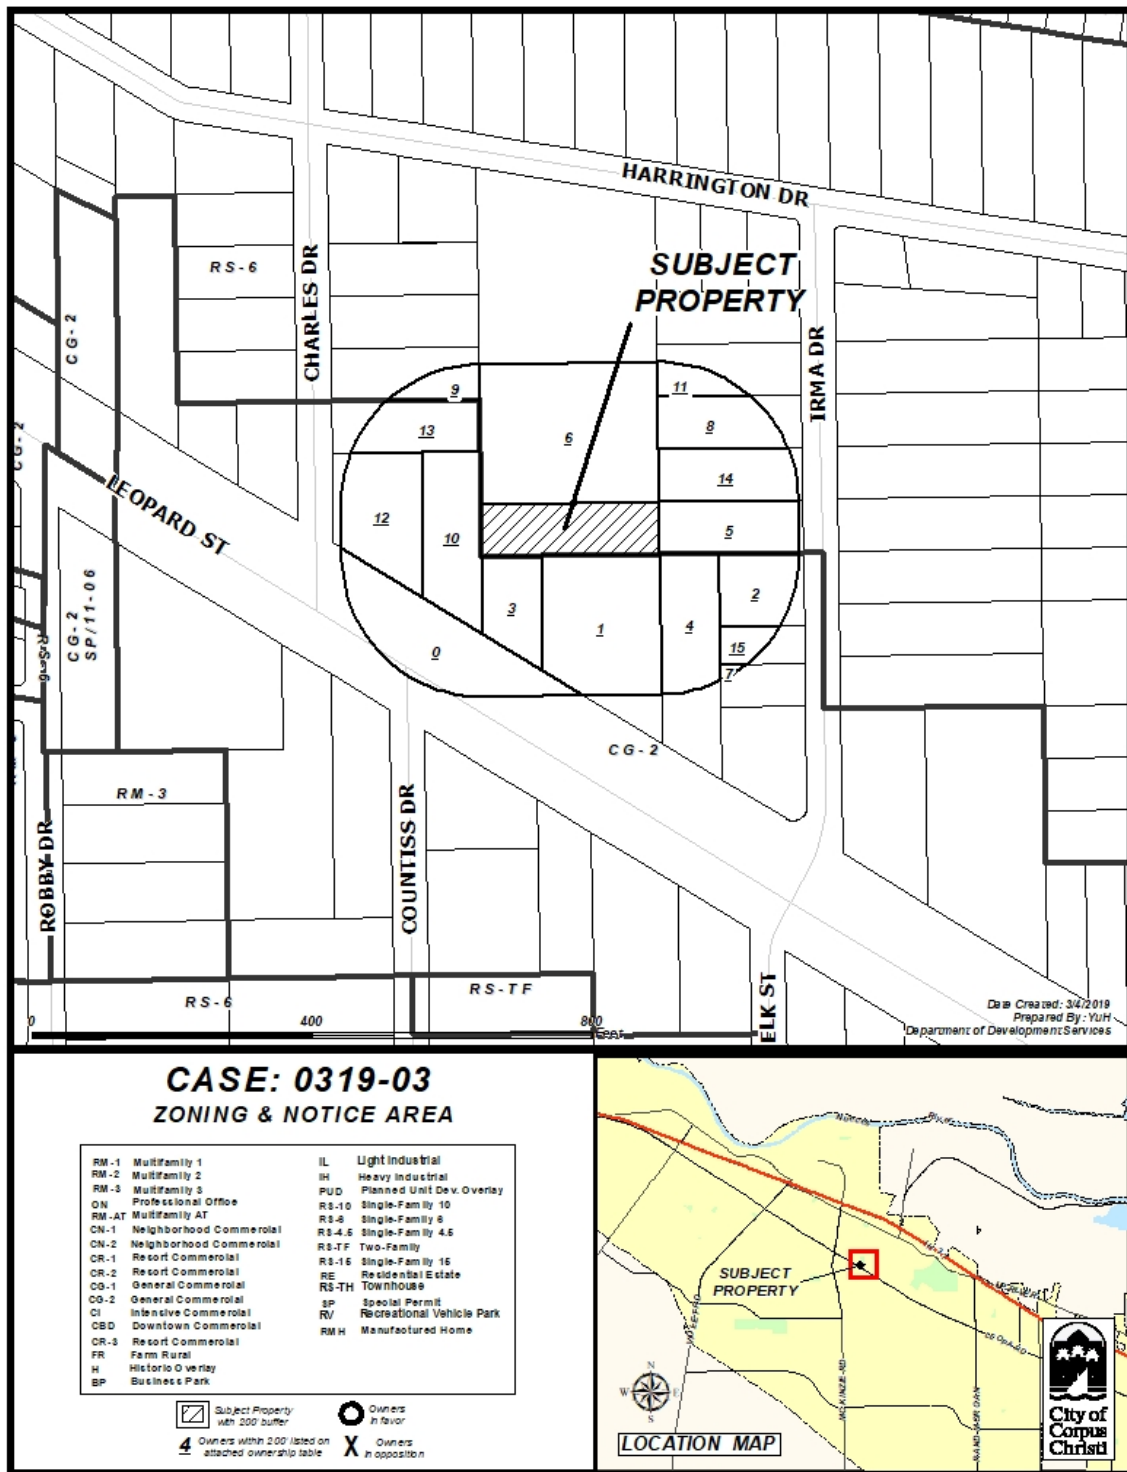 HARRINGTON DR
SUBJECT
PROPERTY
RS-6
CHARLES DR
CG-2
IRMA DR
9
11
13
6
8
14
12
10
5
CG-2
LEOPARD ST
CG-2
SP/11-06
RS-6
3
1
4
2
15
7
0
CG-2
RM-3
ROBBY DR
COUNTISS DR
ELK ST
RS-6
RS-TF
0 400 800
Feet
Date Created: 3/4/2019
Prepared By: YuH
Department of Development Services
CASE: 0319-03
ZONING & NOTICE AREA
RM-1 Multifamily 1
RM-2 Multifamily 2
RM-3 Multifamily 3
ON Professional Office
RM-AT Multifamily AT
CN-1 Neighborhood Commercial
CN-2 Neighborhood Commercial
CR-1 Resort Commercial
CR-2 Resort Commercial
CG-1 General Commercial
CG-2 General Commercial
CI Intensive Commercial
CBD Downtown Commercial
CR-3 Resort Commercial
FR Farm Rural
H Historic Overlay
BP Business Park
IL Light Industrial
IH Heavy Industrial
PUD Planned Unit Dev. Overlay
RS-10 Single-Family 10
RS-6 Single-Family 6
RS-4.5 Single-Family 4.5
RS-TF Two-Family
RS-15 Single-Family 15
RE Residential Estate
RS-TH Townhouse
SP Special Permit
RV Recreational Vehicle Park
RMH Manufactured Home
Subject Property
with 200' buffer
Owners
in favor
4 Owners within 200' listed on
attached ownership table
X Owners
in opposition
Nueces River
SUBJECT
PROPERTY
MCKINZIE RD
N
W E
S
LOCATION MAP
City of
Corpus
Christi